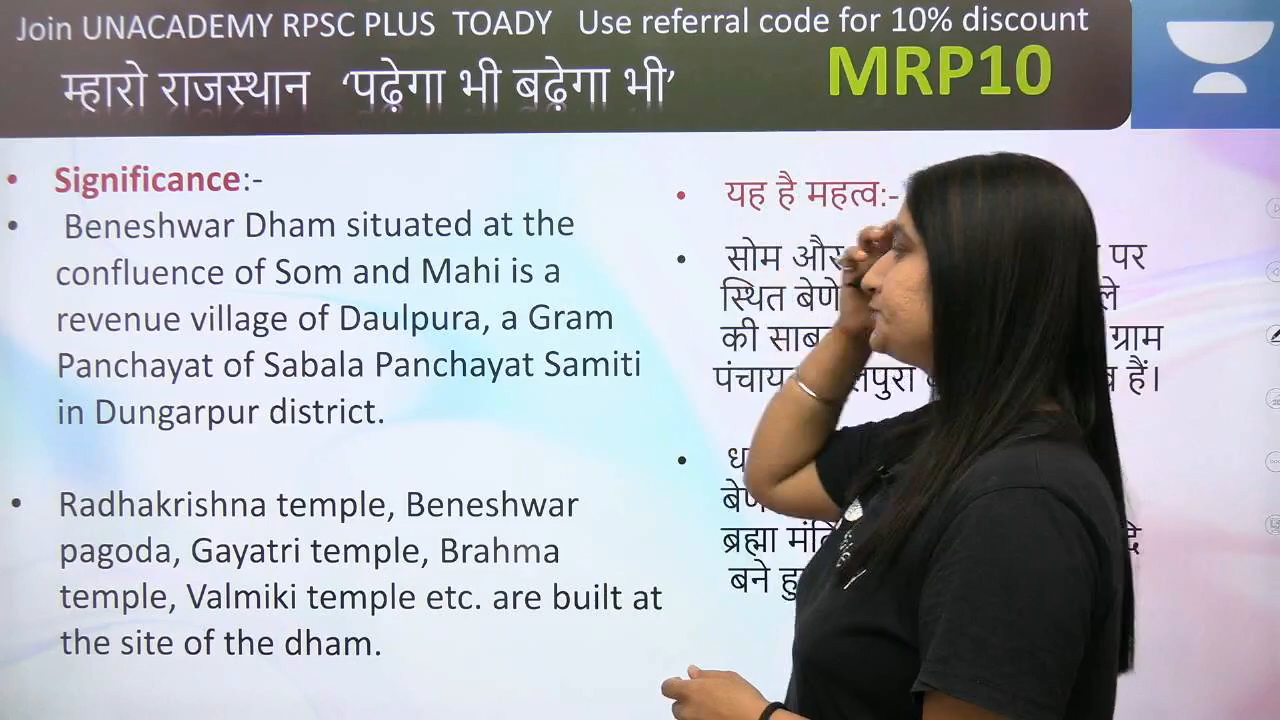 Join UNACADEMY RPSC PLUS TOADY Use referral code for 10% discount
म्हारो राजस्थान ‘पढ़ेगा भी बढ़ेगा भी’
MRP10
• Significance:-
• Beneshwar Dham situated at the
confluence of Som and Mahi is a
revenue village of Daulpura, a Gram
Panchayat of Sabala Panchayat Samiti
in Dungarpur district.
• Radhakrishna temple, Beneshwar
pagoda, Gayatri temple, Brahma
temple, Valmiki temple etc. are built at
the site of the dham.
• यह है महत्व:-
• सोम और पर
स्थित
की ग्राम
हैं।
ब्रह्मा
बने